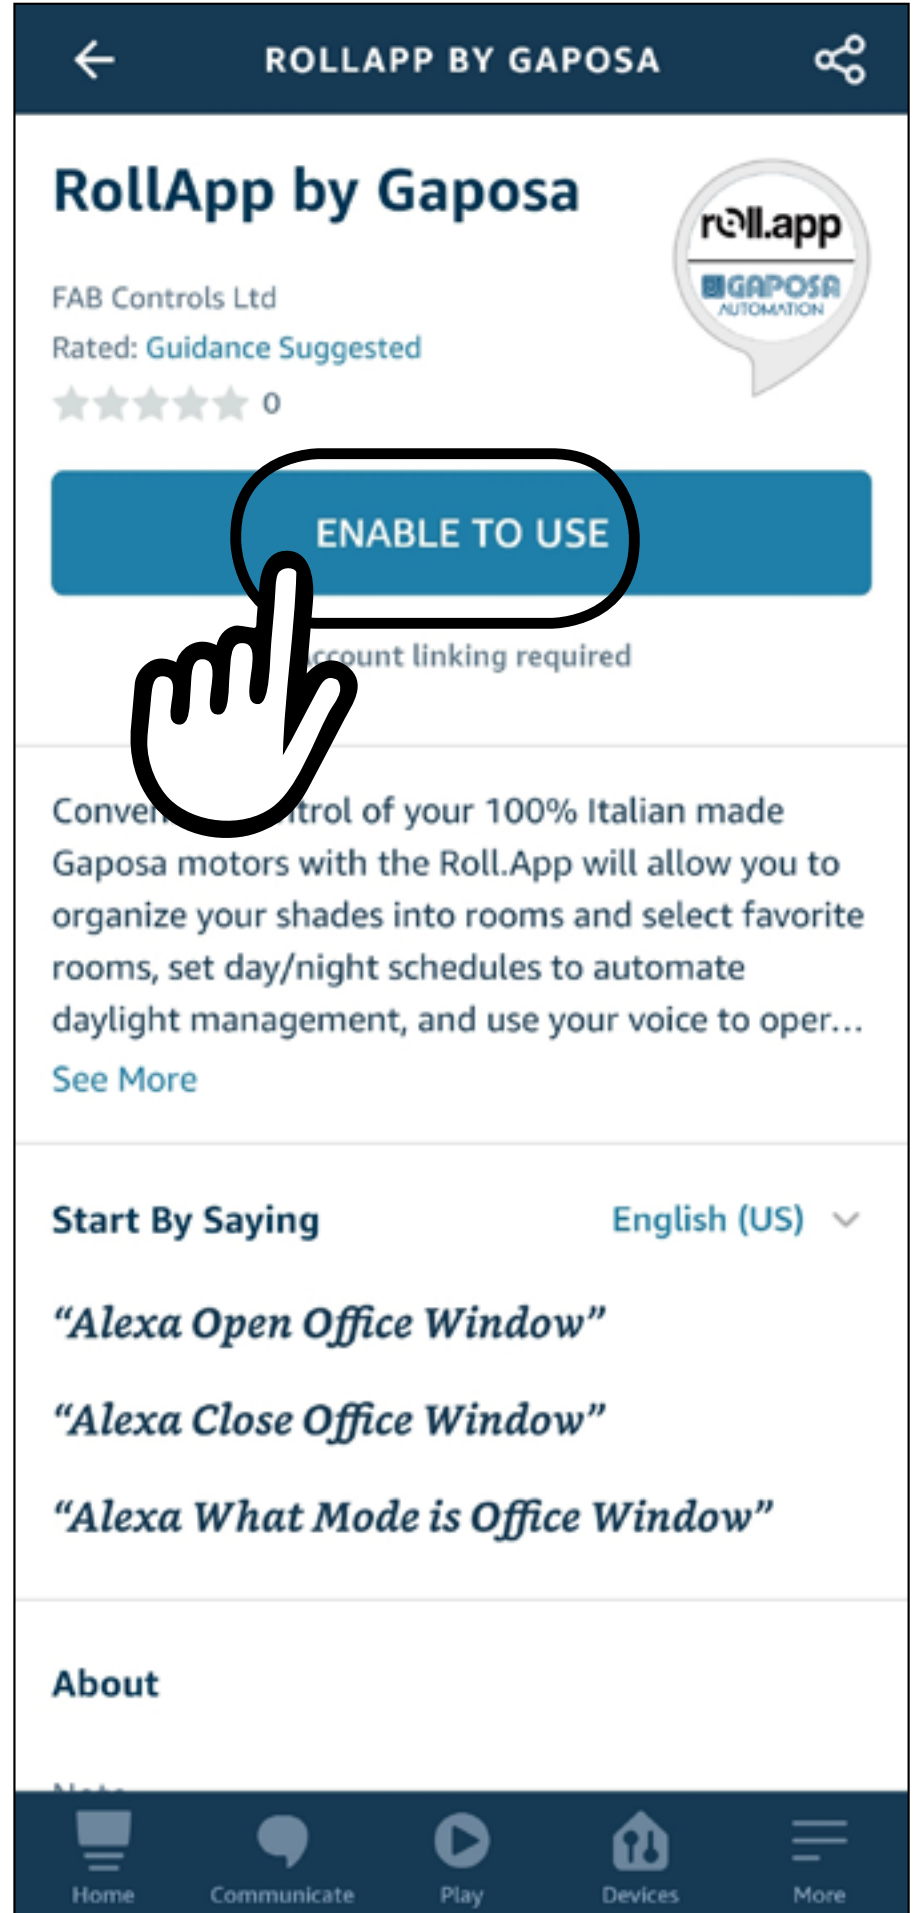 ROLLAPP BY GAPOSA
RollApp by Gaposa
roll.app
GAPOSA
AUTOMATION
FAB Controls Ltd
Rated: Guidance Suggested
0
ENABLE TO USE
linking required
of your 100% Italian made
Gaposa motors with the Roll.App will allow you to
organize your shades into rooms and select favorite
rooms, set day/night schedules to automate
daylight management, and use your voice to oper...
See More
Start By Saying
English (US)
“Alexa Open Office Window”
“Alexa Close Office Window”
“Alexa What Mode is Office Window”
About
Home
Communicate
Play
Devices
More